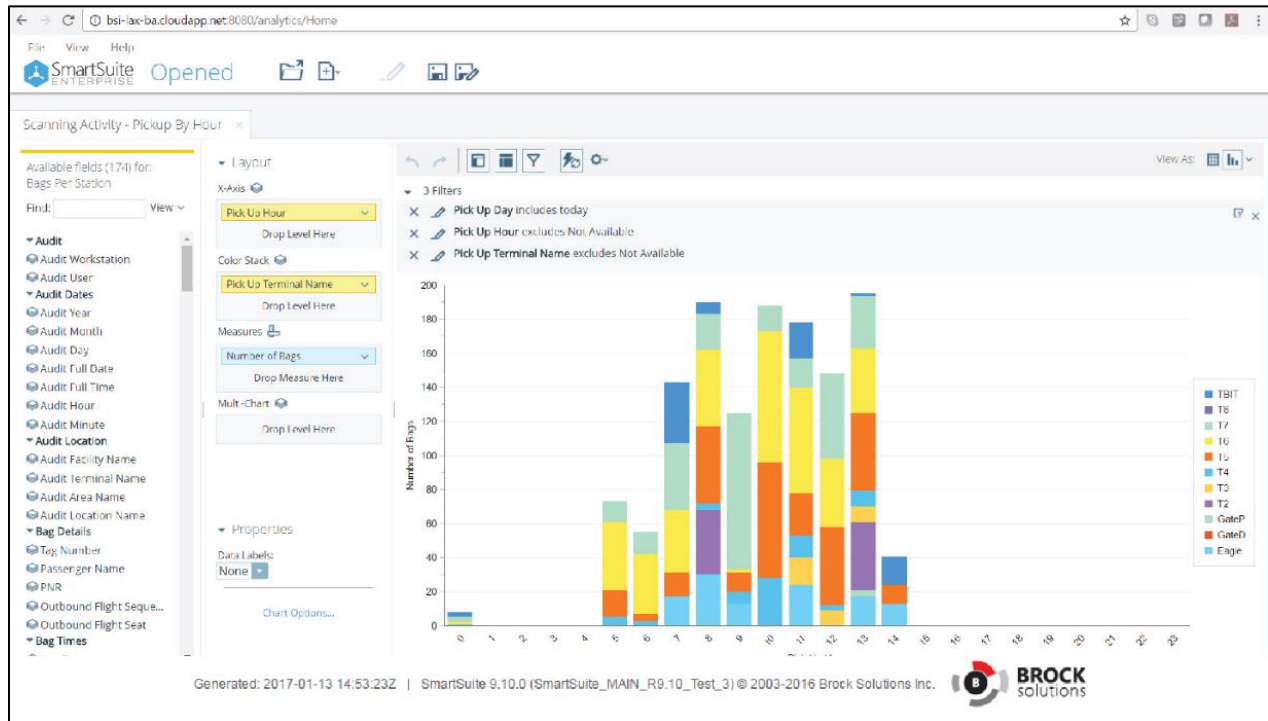 bsi-lax-ba.cloudapp.net:8080/analytics/Home
File View Help
SmartSuite
ENTERPRISE
Opened
Scanning Activity - Pickup By Hour
Available fields (174) for:
Bags Per Station
Find:
View
Audit
Audit Workstation
Audit User
Audit Dates
Audit Year
Audit Month
Audit Day
Audit Full Date
Audit Full Time
Audit Hour
Audit Minute
Audit Location
Audit Facility Name
Audit Terminal Name
Audit Area Name
Audit Location Name
Bag Details
Tag Number
Passenger Name
PNR
Outbound Flight Seque...
Outbound Flight Seat
Bag Times
Layout
X-Axis
Pick Up Hour
Drop Level Here
Color Stack
Pick Up Terminal Name
Drop Level Here
Measures
Number of Bags
Drop Measure Here
Multi-Chart
Drop Level Here
Properties
Data Labels:
None
Chart Options...
View As:
3 Filters
Pick Up Day includes today
Pick Up Hour excludes Not Available
Pick Up Terminal Name excludes Not Available
Number of Bags
200
180
160
140
120
100
80
60
40
20
0
0 1 2 3 4 5 6 7 8 9 10 11 12 13 14 15 16 17 18 19 20 21 22 23
TBIT
T8
T7
T6
T5
T4
T3
T2
GateP
GateD
Eagle
Generated: 2017-01-13 14:53:23Z | SmartSuite 9.10.0 (SmartSuite_MAIN_R9.10_Test_3) © 2003-2016 Brock Solutions Inc.
B
BROCK
solutions